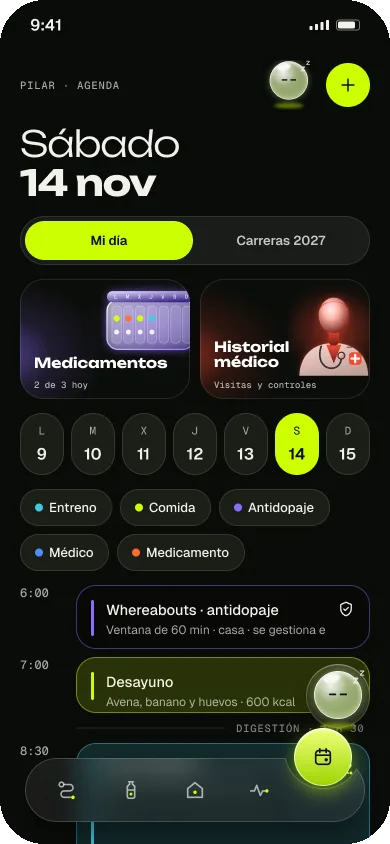 9:41
PILAR · AGENDA
z
z
Sábado
14 nov
Mi día
Carreras 2027
L M X J V S D
Medicamentos
2 de 3 hoy
Historial
médico
Visitas y controles
L M X J V S D
9 10 11 12 13 14 15
Entreno
Comida
Antidopaje
Médico
Medicamento
6:00
Whereabouts · antidopaje
Ventana de 60 min · casa · se gestiona e
7:00
Desayuno
Avena, banano y huevos · 600 kcal
z
z
DIGESTIÓN
30
8:30